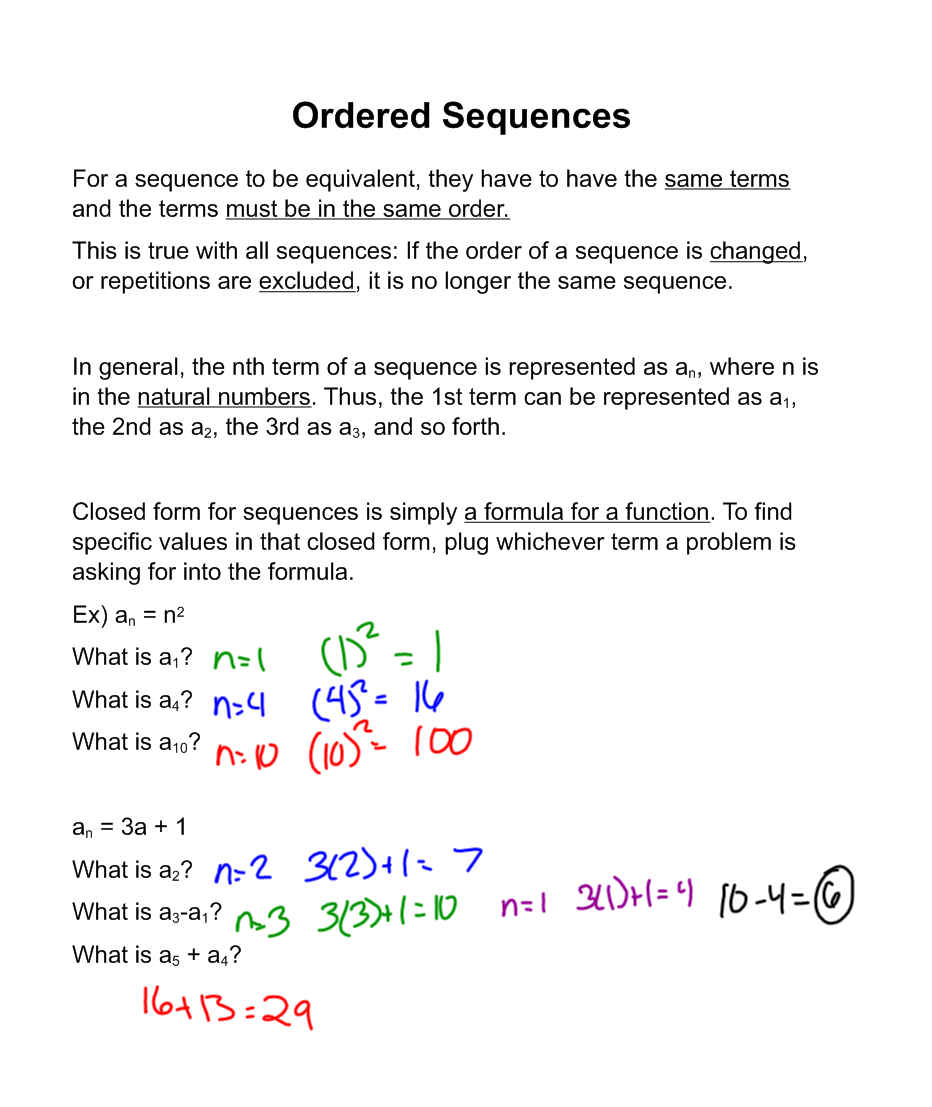 Ordered Sequences
For a sequence to be equivalent, they have to have the same terms
and the terms must be in the same order.
This is true with all sequences: If the order of a sequence is changed,
or repetitions are excluded, it is no longer the same sequence.
In general, the nth term of a sequence is represented as aₙ, where n is
in the natural numbers. Thus, the 1st term can be represented as a₁,
the 2nd as a₂, the 3rd as a₃, and so forth.
Closed form for sequences is simply a formula for a function. To find
specific values in that closed form, plug whichever term a problem is
asking for into the formula.
Ex) aₙ = n²
What is a₁? n=1 (1)² = 1
What is a₄? n=4 (4)² = 16
What is a₁₀? n=10 (10)² = 100
aₙ = 3a + 1
What is a₂? n=2 3(2)+1= 7
What is a₃-a₁? n=3 3(3)+1=10 n=1 3(1)+1=4 10-4=6
What is a₅ + a₄?
16+13=29